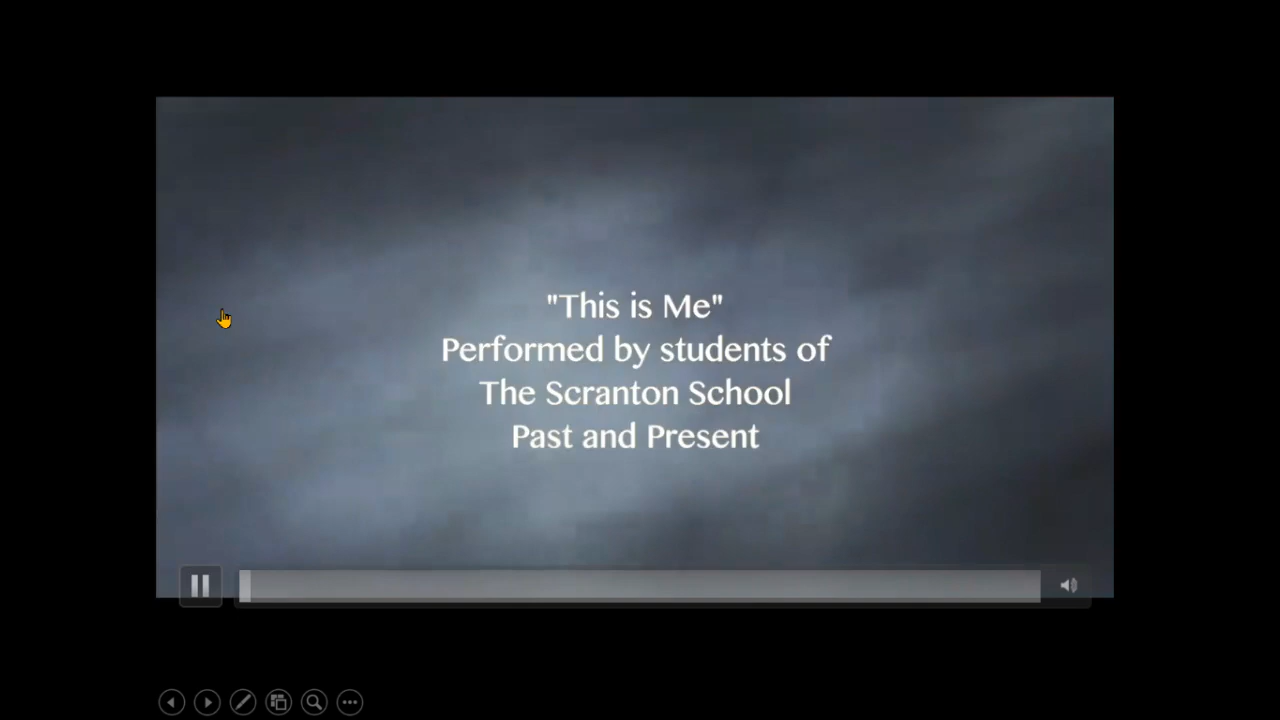 "This is Me"
Performed by students of
The Scranton School
Past and Present